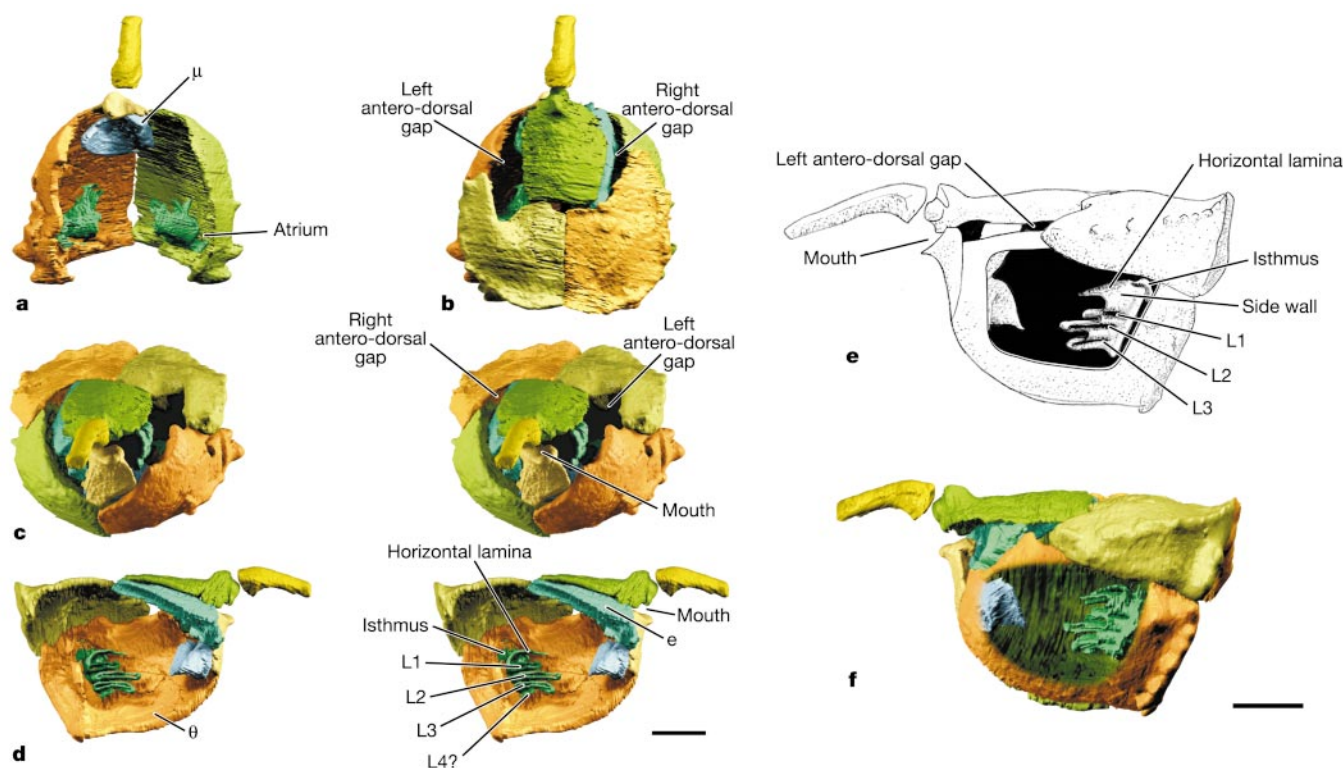 μ
Atrium
a
Left
antero-dorsal
gap
Right
antero-dorsal
gap
b
Right
antero-dorsal
gap
Left
antero-dorsal
gap
Mouth
c
Horizontal lamina
Isthmus
Mouth
e
L1
L2
L3
L4?
θ
d
Left antero-dorsal gap
Horizontal lamina
Mouth
Isthmus
Side wall
L1
L2
L3
e
f